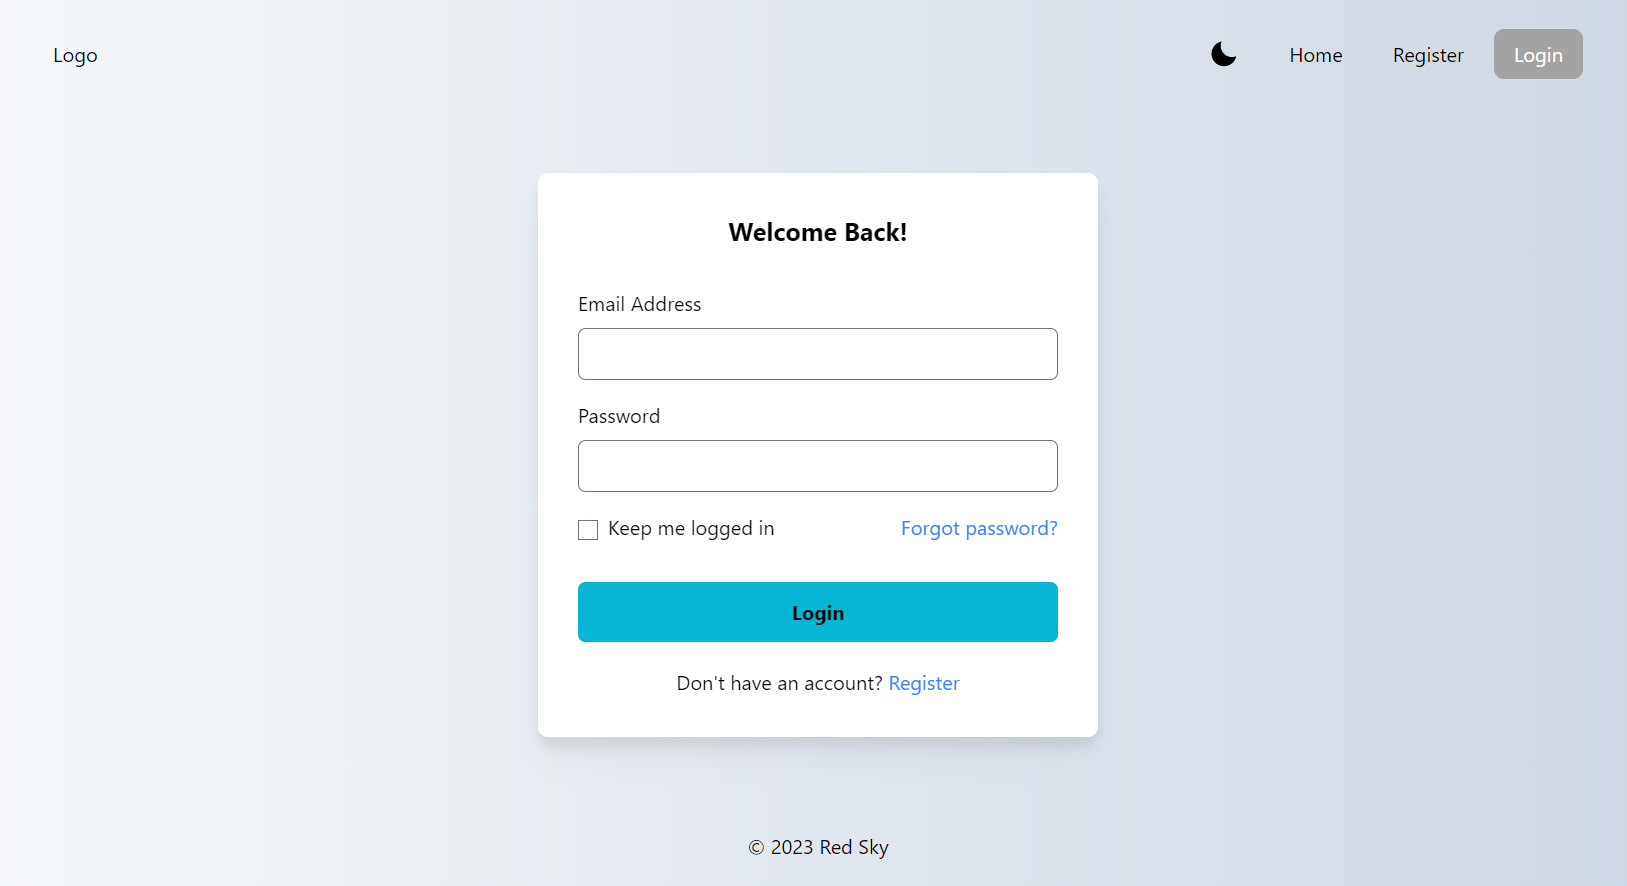 Logo
Home
Register
Login
Welcome Back!
Email Address
Password
Keep me logged in
Forgot password?
Login
Don't have an account? Register
© 2023 Red Sky